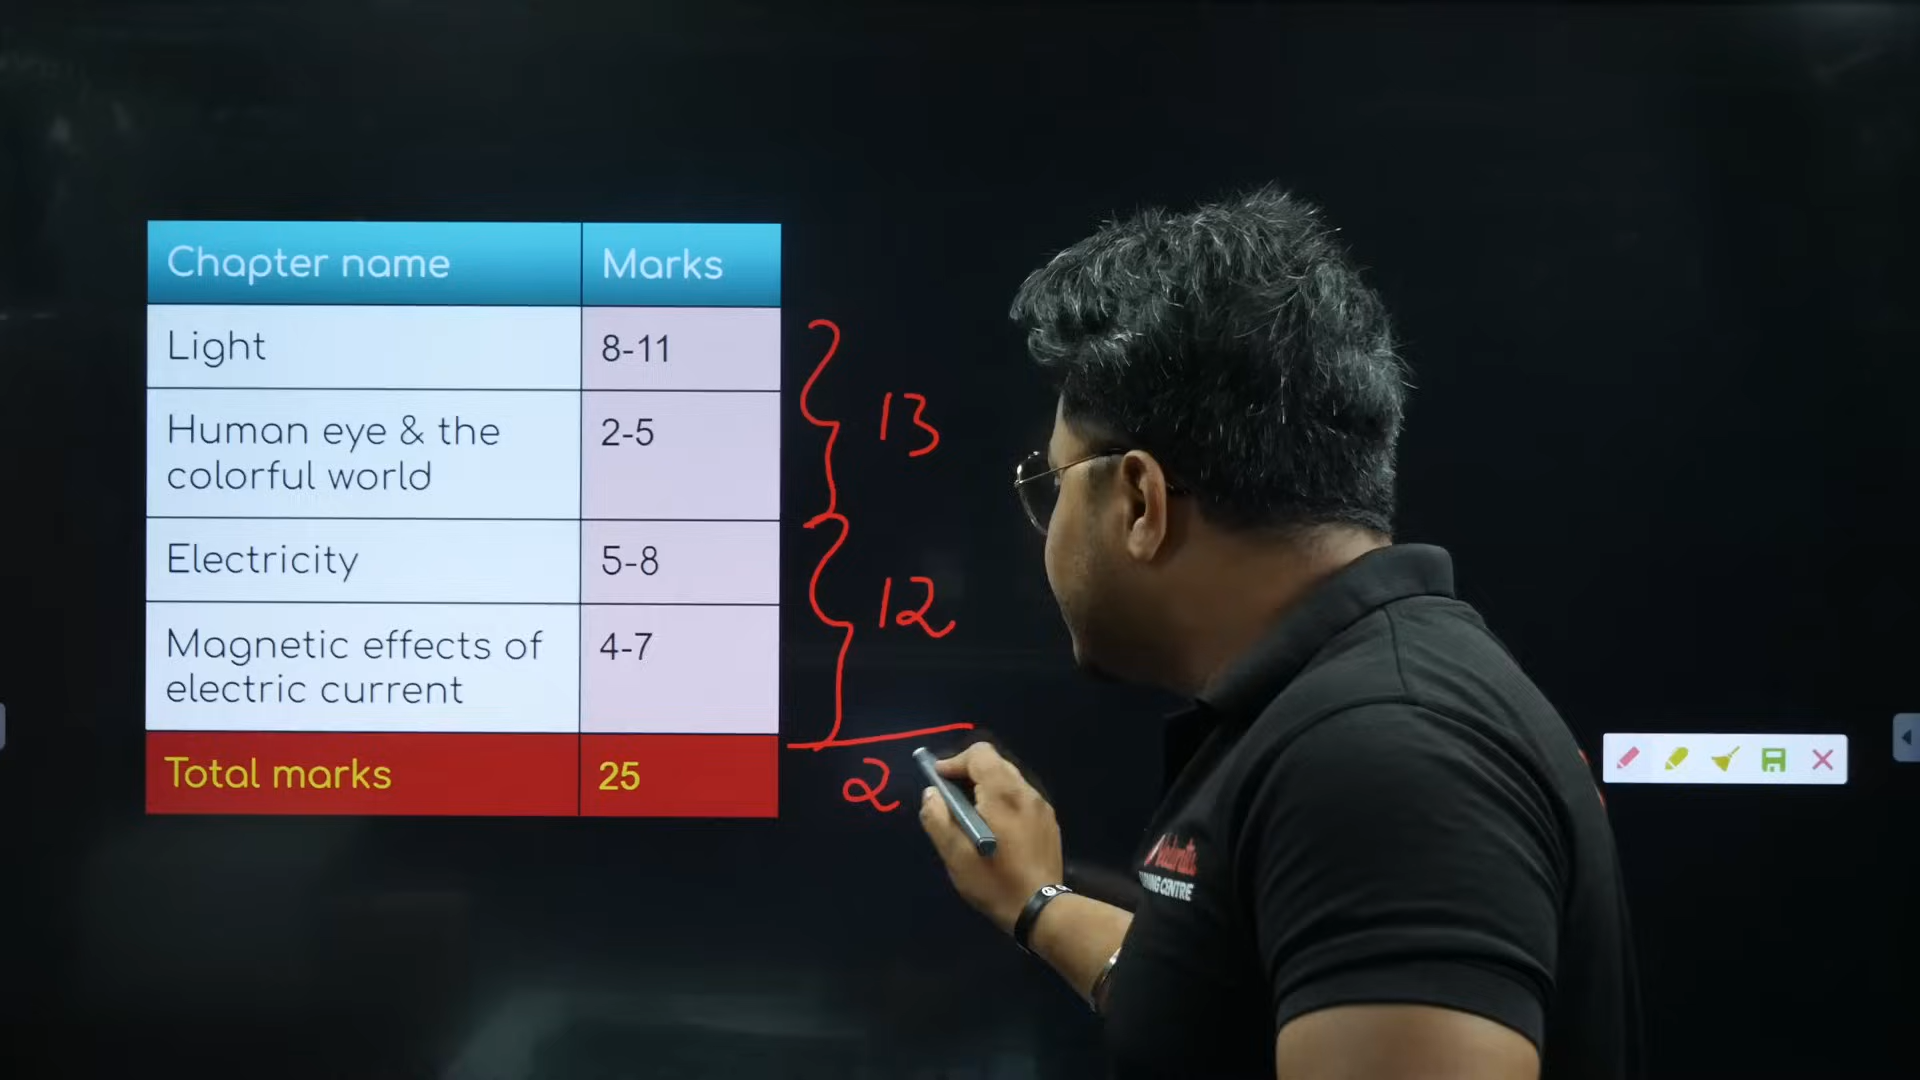 Chapter name Marks
Light 8-11
Human eye & the 2-5
colorful world
13
Electricity 5-8
12
Magnetic effects of 4-7
electric current
Total marks 25
2
CENTRE